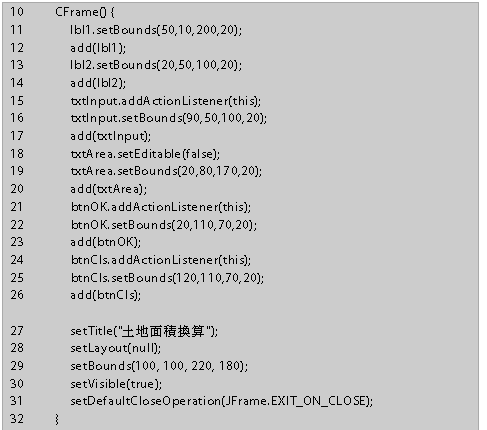 10 CFrame() {
11 lbl1.setBounds(50,10,200,20);
12 add(lbl1);
13 lbl2.setBounds(20,50,100,20);
14 add(lbl2);
15 txtInput.addActionListener(this);
16 txtInput.setBounds(90,50,100,20);
17 add(txtInput);
18 txtArea.setEditable(false);
19 txtArea.setBounds(20,80,170,20);
20 add(txtArea);
21 btnOK.addActionListener(this);
22 btnOK.setBounds(20,110,70,20);
23 add(btnOK);
24 btnCls.addActionListener(this);
25 btnCls.setBounds(120,110,70,20);
26 add(btnCls);
27 setTitle("土地面積換算");
28 setLayout(null);
29 setBounds(100, 100, 220, 180);
30 setVisible(true);
31 setDefaultCloseOperation(JFrame.EXIT_ON_CLOSE);
32 }